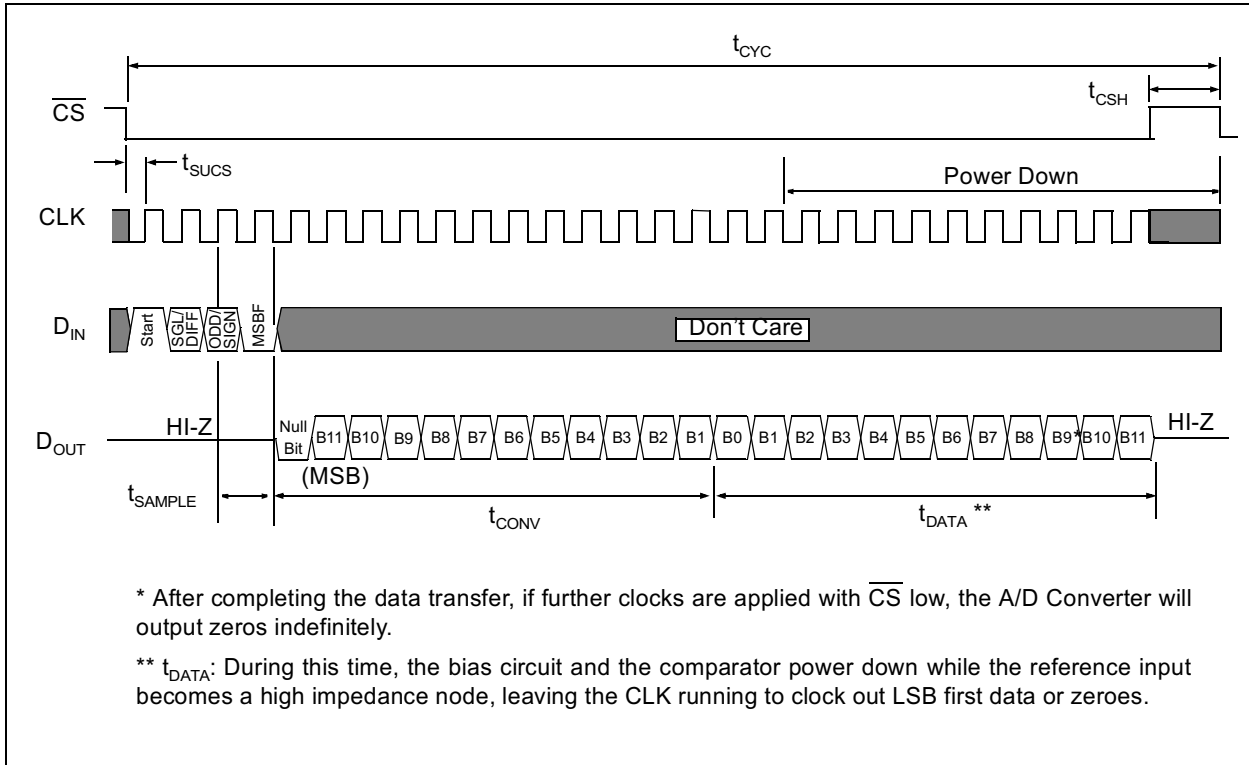 tCYC
tCSH
CS
tSUCS
Power Down
CLK
DIN
Start
SGL/
DIFF
ODD/
SIGN
MSBF
Don't Care
HI-Z
DOUT
Null
Bit
B11 B10 B9 B8 B7 B6 B5 B4 B3 B2 B1 B0 B1 B2 B3 B4 B5 B6 B7 B8 B9 * B10 B11
HI-Z
(MSB)
tSAMPLE
tCONV
tDATA **
* After completing the data transfer, if further clocks are applied with CS low, the A/D Converter will
output zeros indefinitely.
** tDATA: During this time, the bias circuit and the comparator power down while the reference input
becomes a high impedance node, leaving the CLK running to clock out LSB first data or zeroes.